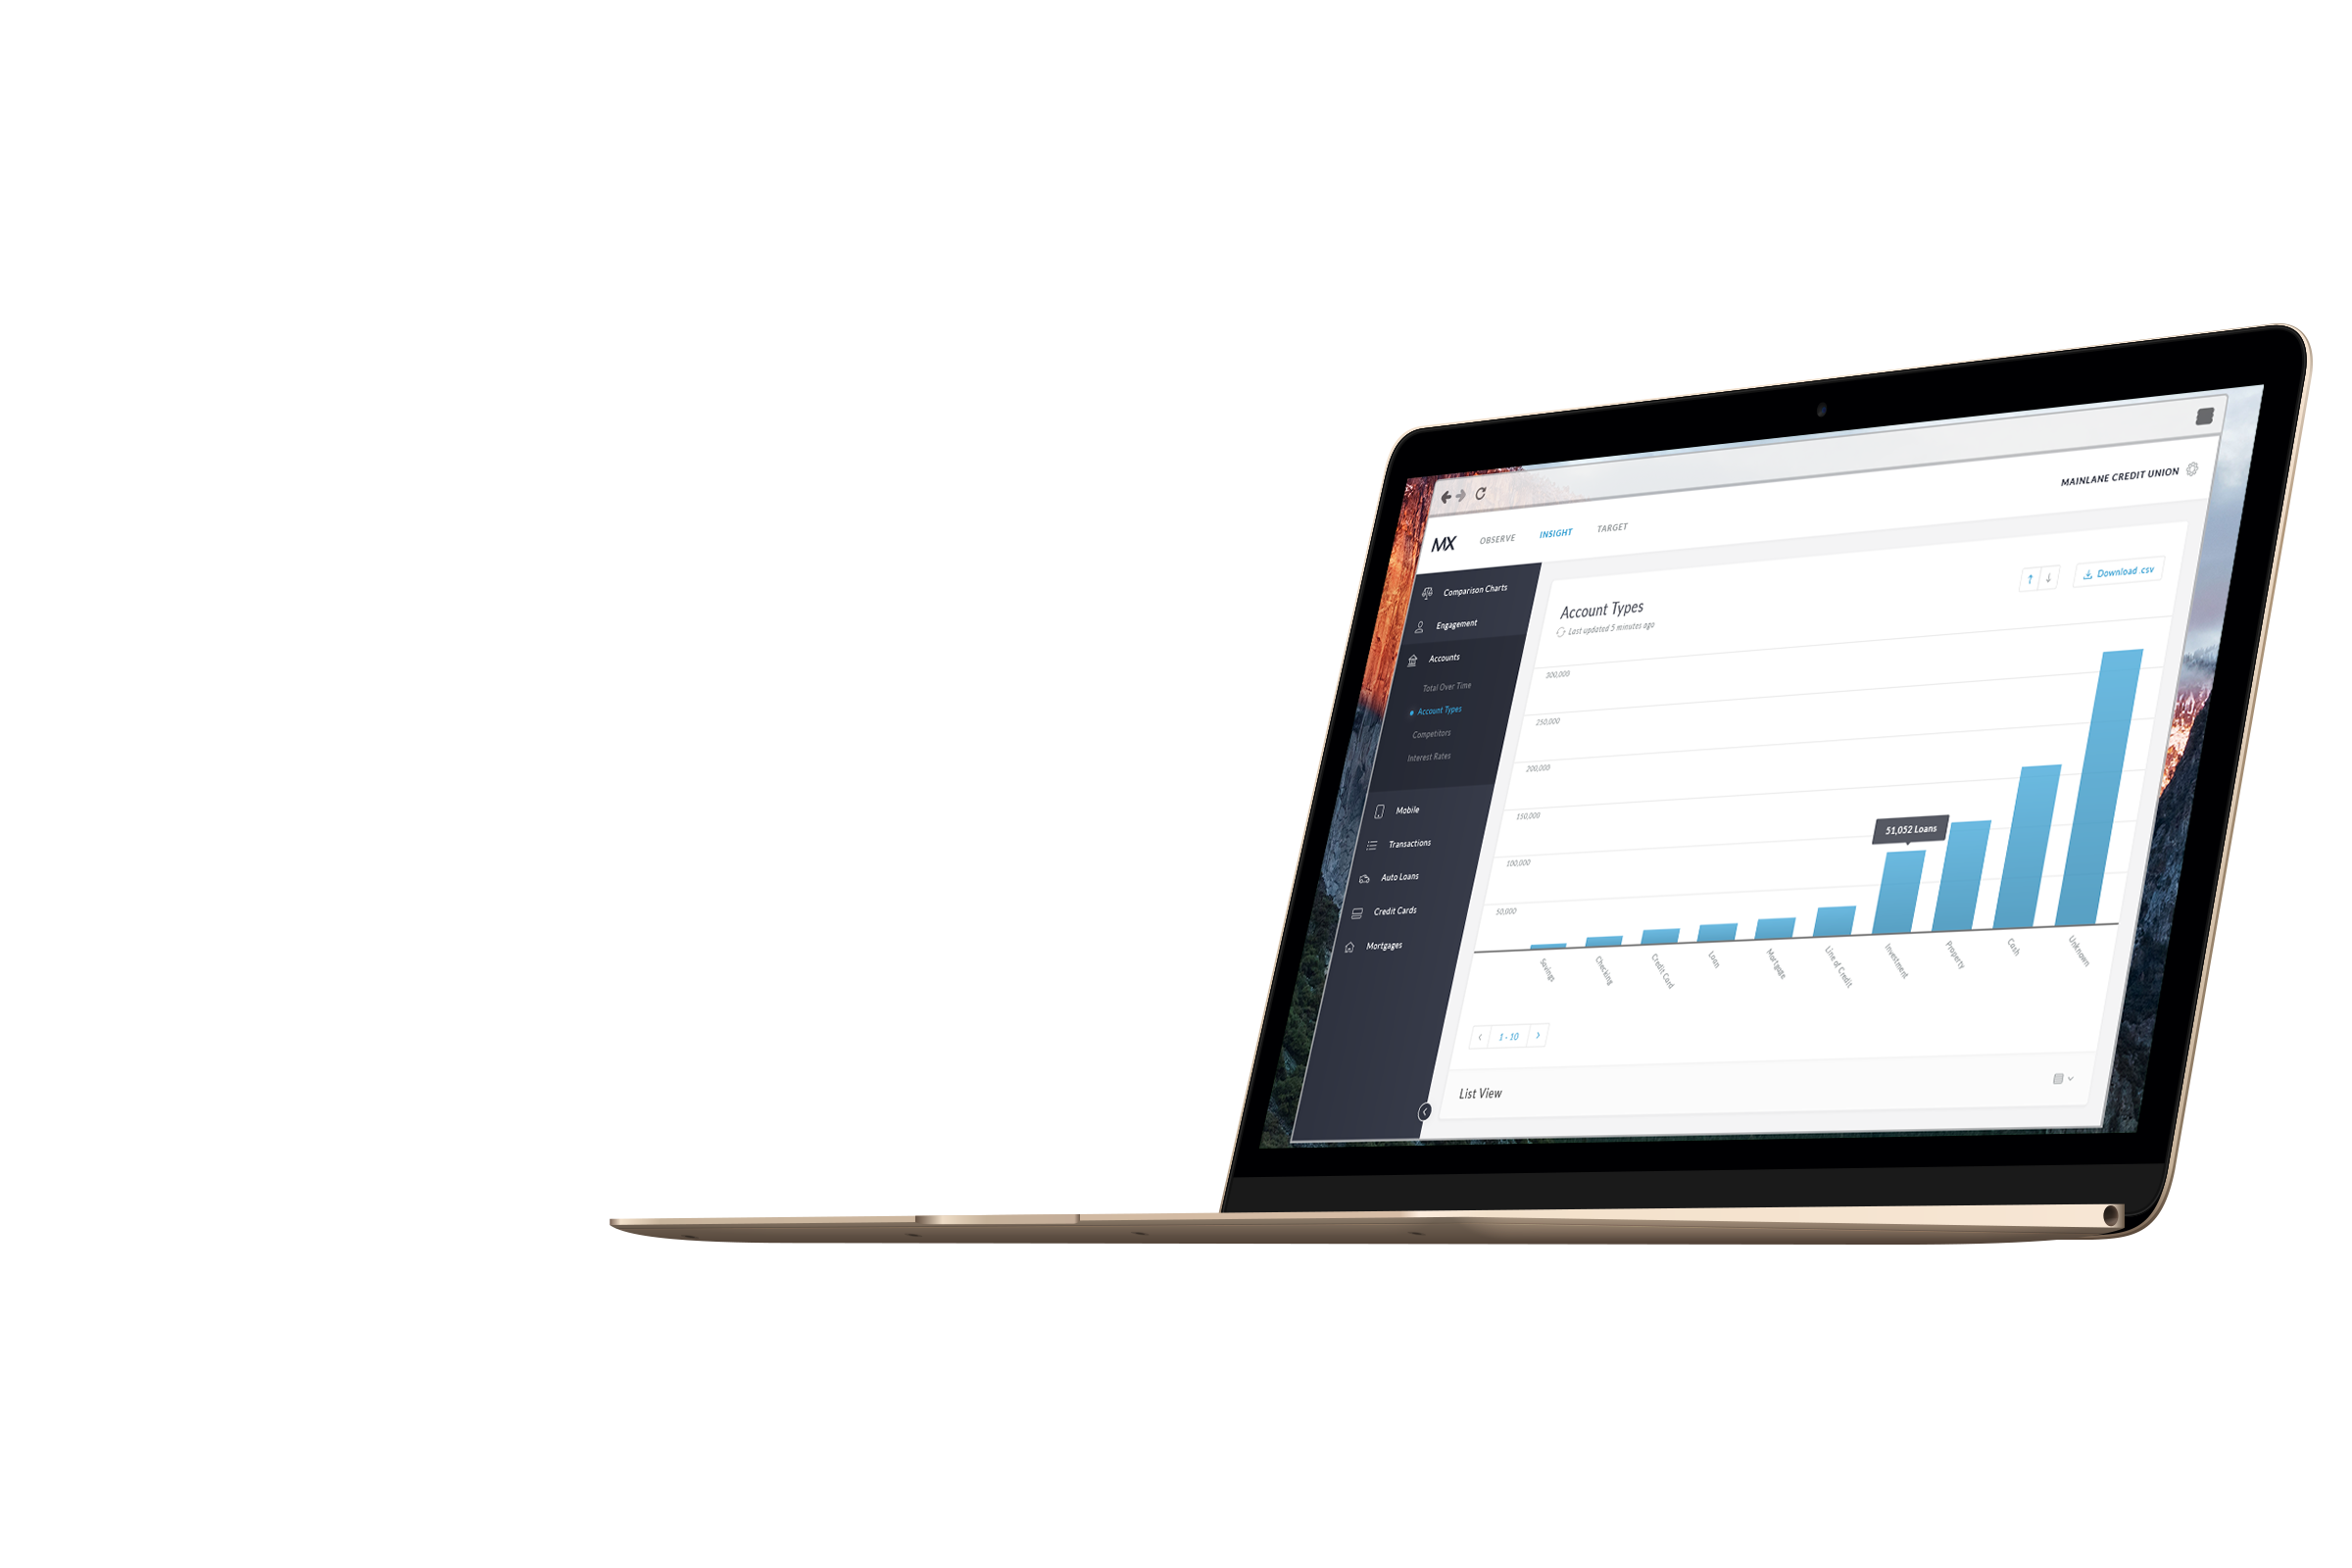 MAINLANE CREDIT UNION
MX OBSERVE INSIGHT TARGET
Comparison Charts
Engagement
Accounts
Total Over Time
Account Types
Competitors
Interest Rates
Mobile
Transactions
Auto Loans
Credit Cards
Mortgages
Account Types
Last updated 5 minutes ago
Download .csv
300,000
250,000
200,000
150,000
100,000
50,000
51,052 Loans
Savings
Checking
Credit Card
Loan
Mortgage
Line of Credit
Investment
Property
Cash
Unknown
1 - 10
List View